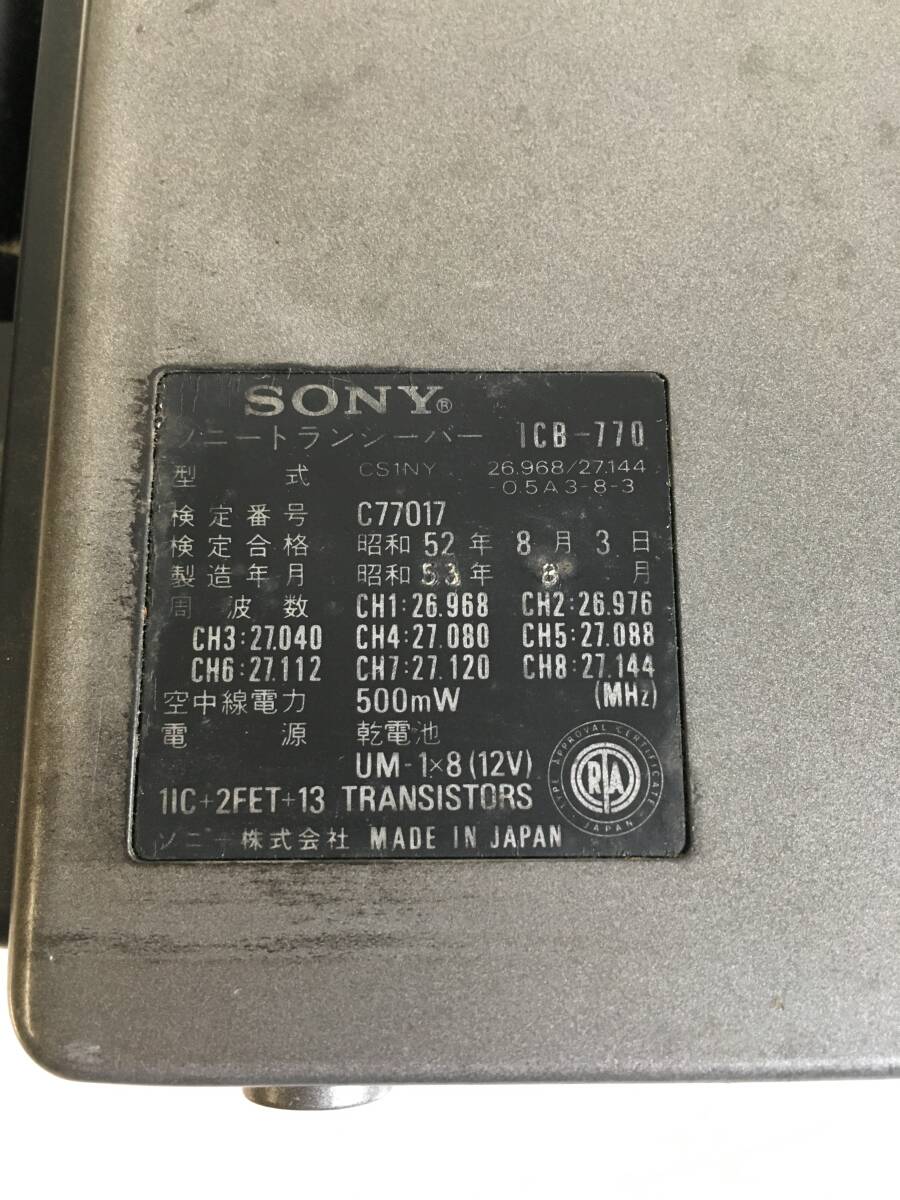 SONY®
ソニートランシーバー ICB-770
型式 CS1NY 26.968/27.144
-0.5A3-8-3
検定番号 C77017
検定合格 昭和52年 8月3日
製造年月 昭和53年 8月
周波数 CH1:26.968 CH2:26.976
CH3:27.040 CH4:27.080 CH5:27.088
CH6:27.112 CH7:27.120 CH8:27.144
空中線電力 500mW (MHz)
電源 乾電池
UM-1×8(12V)
1IC+2FET+13 TRANSISTORS
ソニー株式会社 MADE IN JAPAN
TYPE APPROVAL CERTIFICATE
RTA
JAPAN